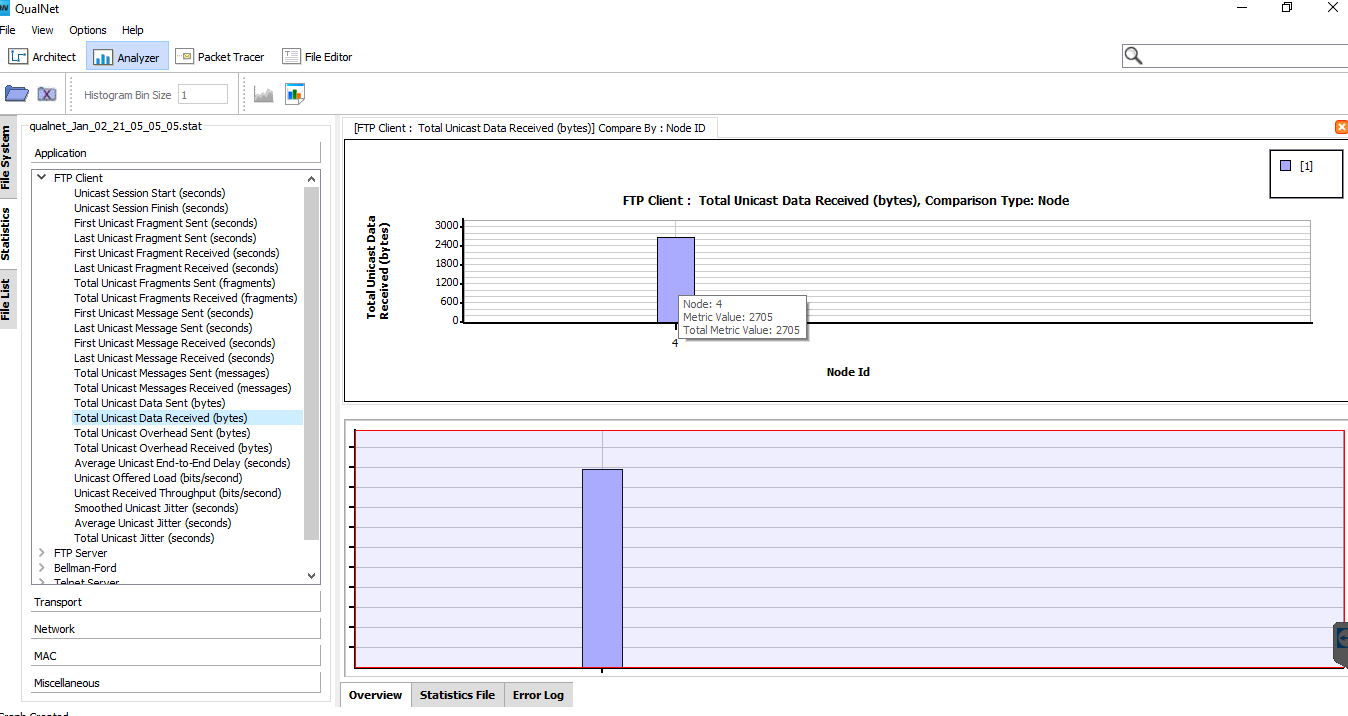 QualNet
File View Options Help
Architect Analyzer Packet Tracer File Editor
Histogram Bin Size 1
File System
Statistics
File List
qualnet_Jan_02_21_05_05_05.stat
Application
FTP Client
Unicast Session Start (seconds)
Unicast Session Finish (seconds)
First Unicast Fragment Sent (seconds)
Last Unicast Fragment Sent (seconds)
First Unicast Fragment Received (seconds)
Last Unicast Fragment Received (seconds)
Total Unicast Fragments Sent (fragments)
Total Unicast Fragments Received (fragments)
First Unicast Message Sent (seconds)
Last Unicast Message Sent (seconds)
First Unicast Message Received (seconds)
Last Unicast Message Received (seconds)
Total Unicast Messages Sent (messages)
Total Unicast Messages Received (messages)
Total Unicast Data Sent (bytes)
Total Unicast Data Received (bytes)
Total Unicast Overhead Sent (bytes)
Total Unicast Overhead Received (bytes)
Average Unicast End-to-End Delay (seconds)
Unicast Offered Load (bits/second)
Unicast Received Throughput (bits/second)
Smoothed Unicast Jitter (seconds)
Average Unicast Jitter (seconds)
Total Unicast Jitter (seconds)
FTP Server
Bellman-Ford
Telnet Server
Transport
Network
MAC
Miscellaneous
Graph Created
[FTP Client : Total Unicast Data Received (bytes)] Compare By : Node ID
[1]
FTP Client : Total Unicast Data Received (bytes), Comparison Type: Node
Total Unicast Data
Received (bytes)
3000
2400
1800
1200
600
0
Node: 4
Metric Value: 2705
Total Metric Value: 2705
4
Node Id
Overview Statistics File Error Log